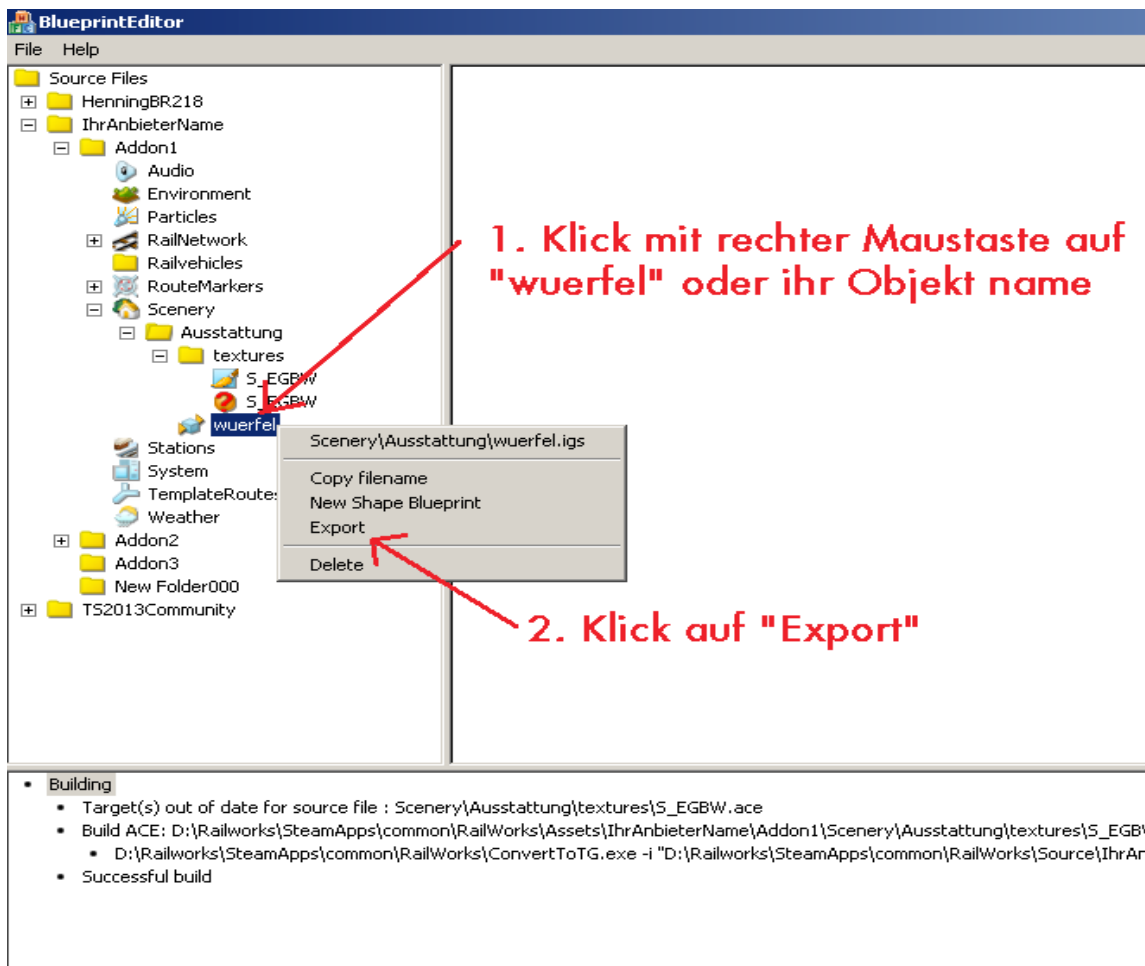 BlueprintEditor
File Help
Source Files
HenningBR218
IhrAnbieterName
Addon1
Audio
Environment
Particles
RailNetwork
Railvehicles
RouteMarkers
Scenery
Ausstattung
textures
S_EGBW
S_EGBW
wuerfel
Stations
System
TemplateRoutes
Weather
Addon2
Addon3
New Folder000
TS2013Community
1. Klick mit rechter Maustaste auf
"wuerfel" oder ihr Objekt name
Scenery\Ausstattung\wuerfel.igs
Copy filename
New Shape Blueprint
Export
Delete
2. Klick auf "Export"
Building
Target(s) out of date for source file : Scenery\Ausstattung\textures\S_EGBW.ace
Build ACE: D:\Railworks\SteamApps\common\RailWorks\Assets\IhrAnbieterName\Addon1\Scenery\Ausstattung\textures\S_EGBW
D:\Railworks\SteamApps\common\RailWorks\ConvertToTG.exe -i "D:\Railworks\SteamApps\common\RailWorks\Source\IhrAn
Successful build